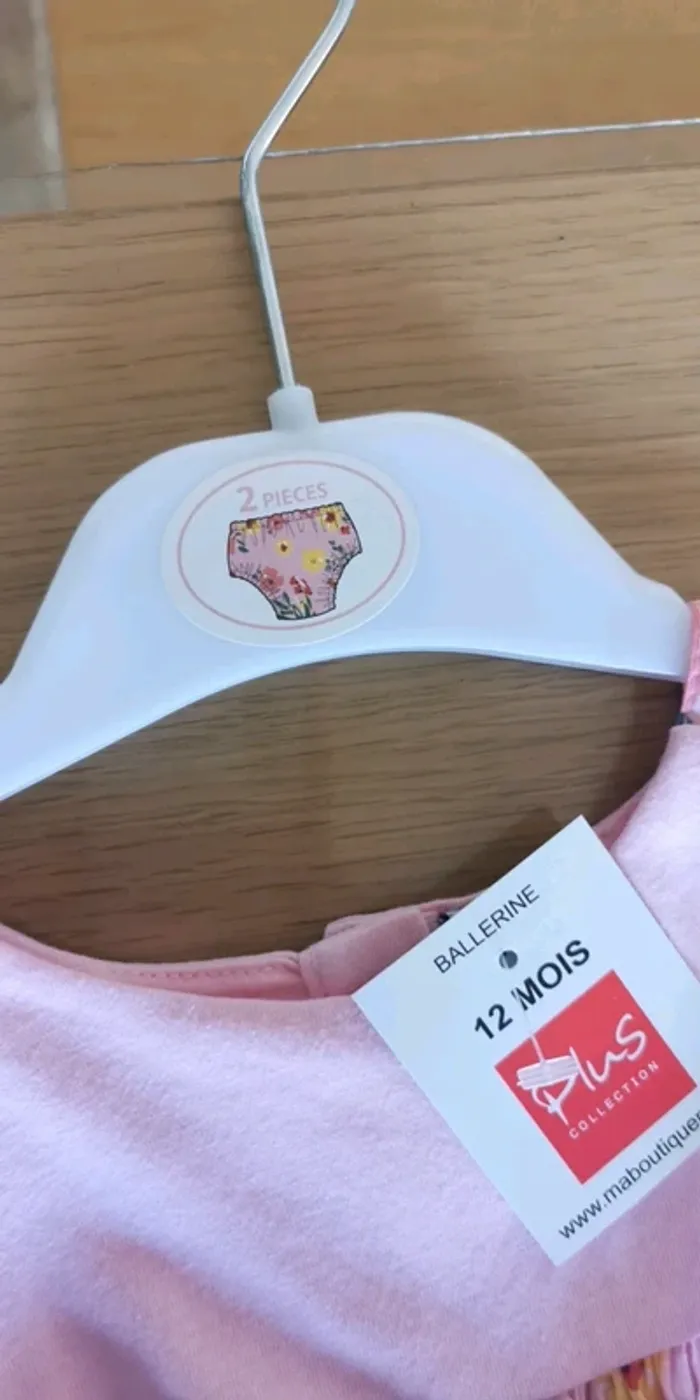 2 PIECES
BALLERINE
12 MOIS
Plus
COLLECTION
www.maboutique